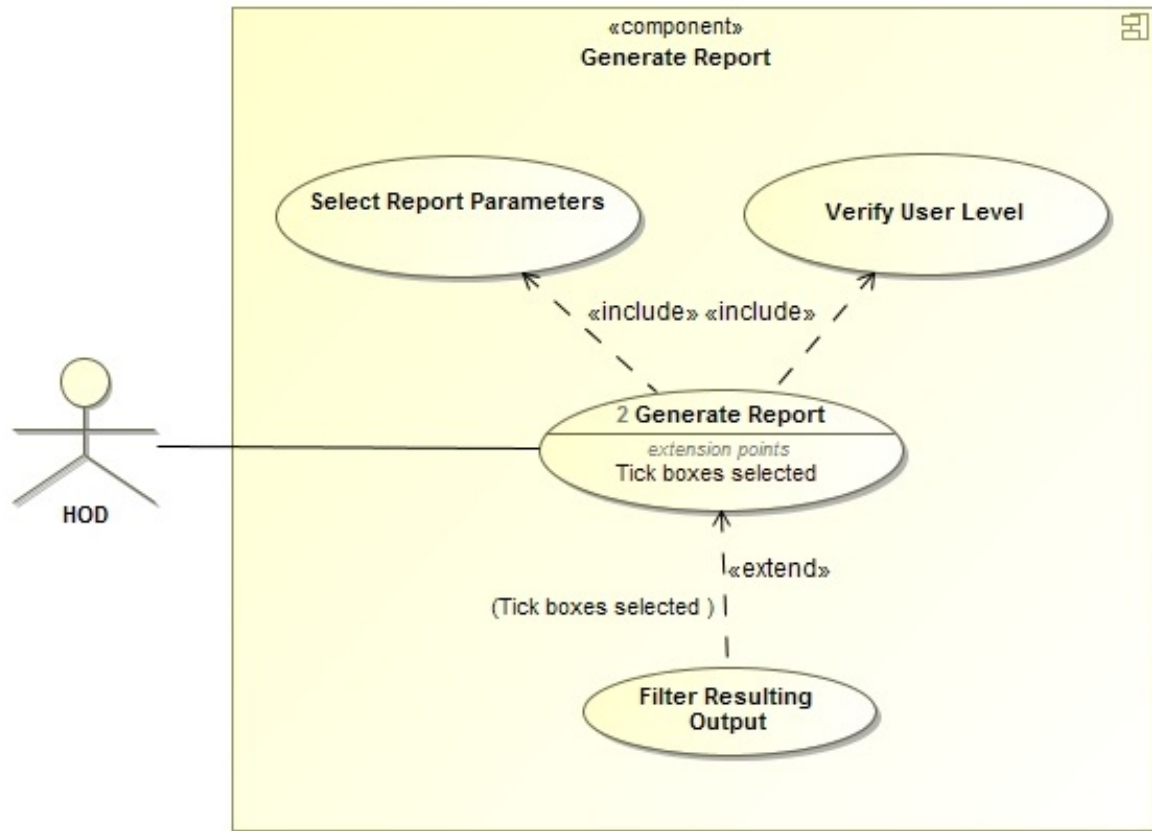 «component»
Generate Report
Select Report Parameters
Verify User Level
«include» «include»
2 Generate Report
extension points
Tick boxes selected
HOD
«extend»
(Tick boxes selected )
Filter Resulting
Output